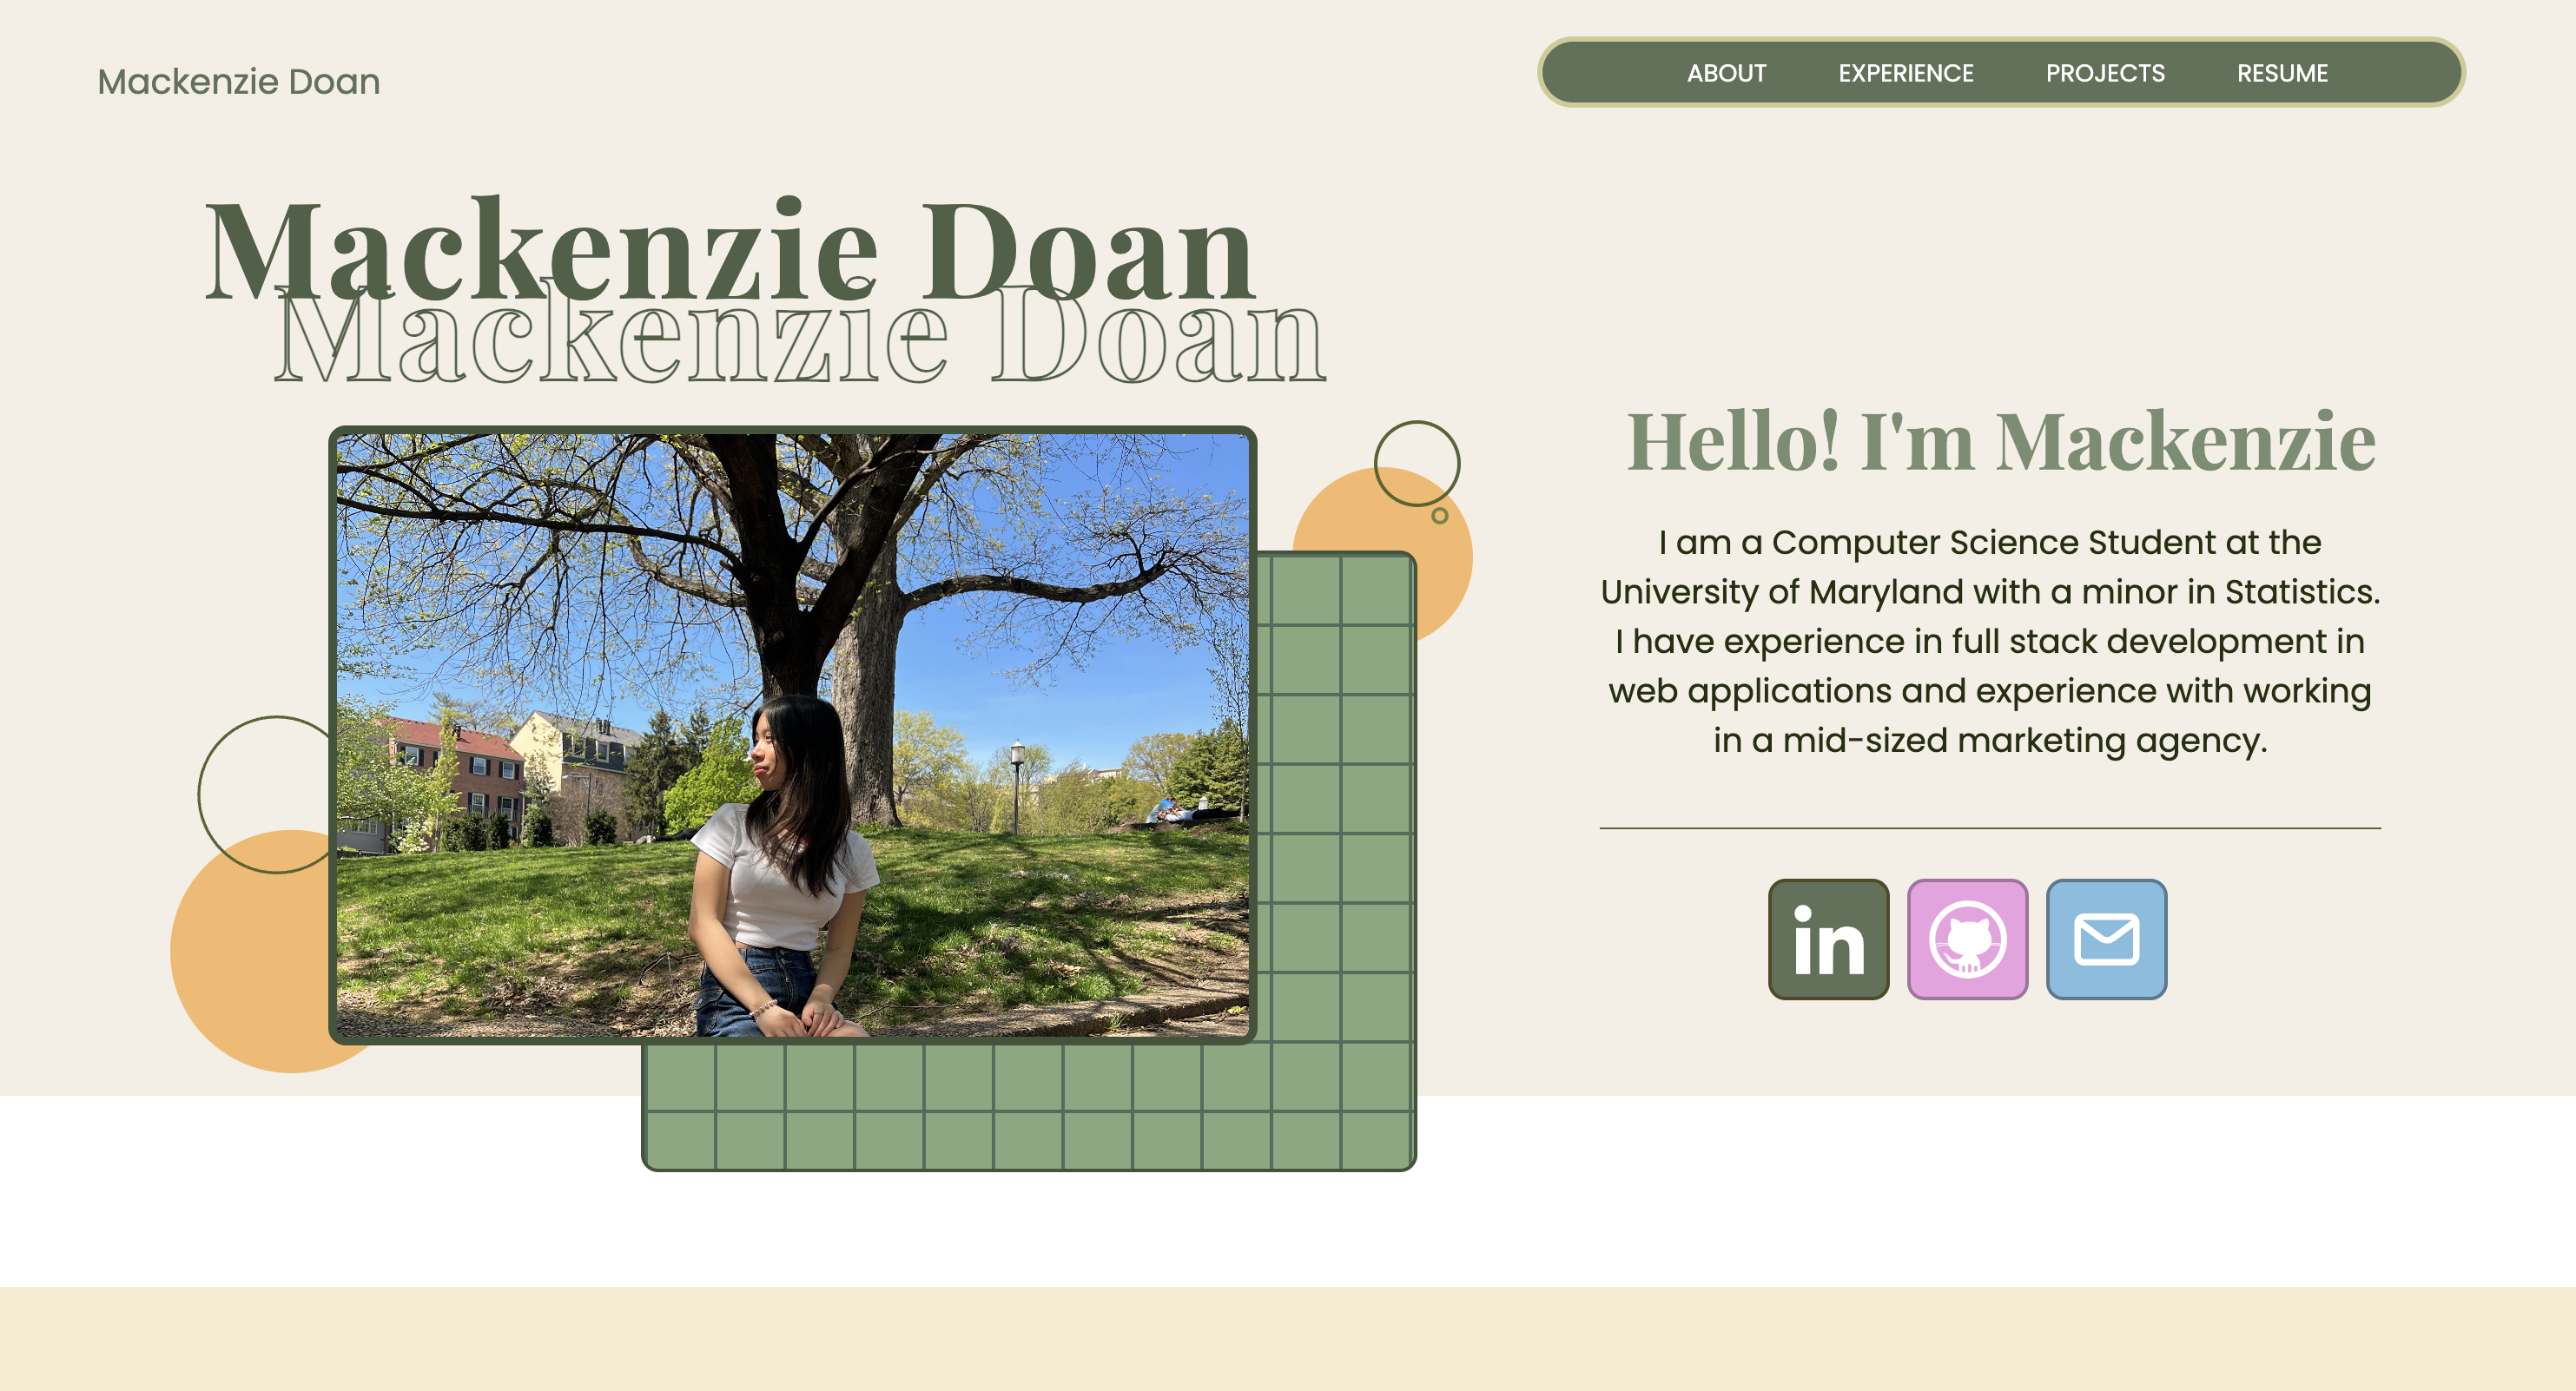 Mackenzie Doan
ABOUT EXPERIENCE PROJECTS RESUME
Mackenzie Doan
Mackenzie Doan
Hello! I'm Mackenzie
I am a Computer Science Student at the
University of Maryland with a minor in Statistics.
I have experience in full stack development in
web applications and experience with working
in a mid-sized marketing agency.
in